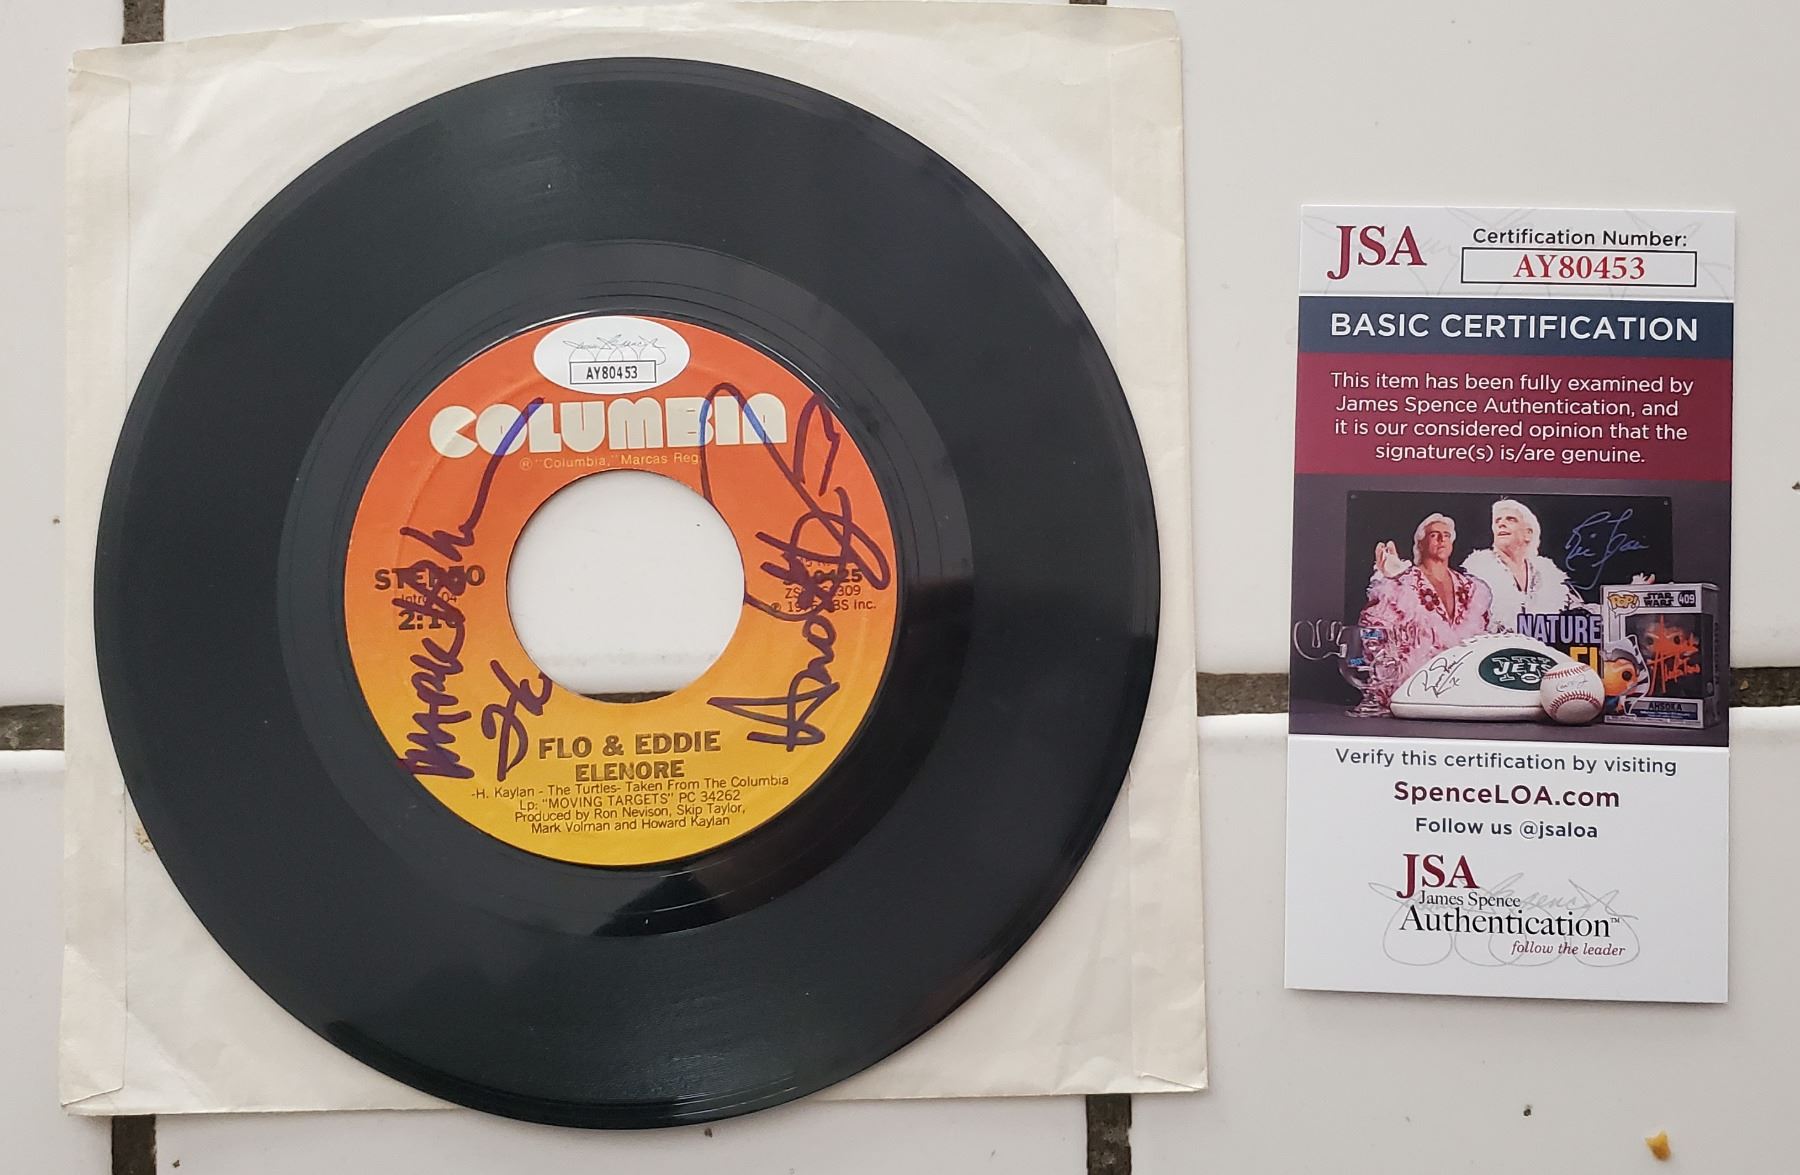 AY80453
COLUMBIA
® "Columbia," Marcas Reg.
STEREO
2:1
FLO & EDDIE
ELENORE
-H. Kaylan - The Turtles- Taken From The Columbia
Lp: "MOVING TARGETS" PC 34262
Produced by Ron Nevison, Skip Taylor,
Mark Volman and Howard Kaylan
MARK
JSA
Certification Number:
AY80453
BASIC CERTIFICATION
This item has been fully examined by
James Spence Authentication, and
it is our considered opinion that the
signature(s) is/are genuine.
NATURE
POP!
STAR
WARS
409
JETS
AHSOKA
Verify this certification by visiting
SpenceLOA.com
Follow us @jsaloa
JSA
James Spence
Authentication™
follow the leader